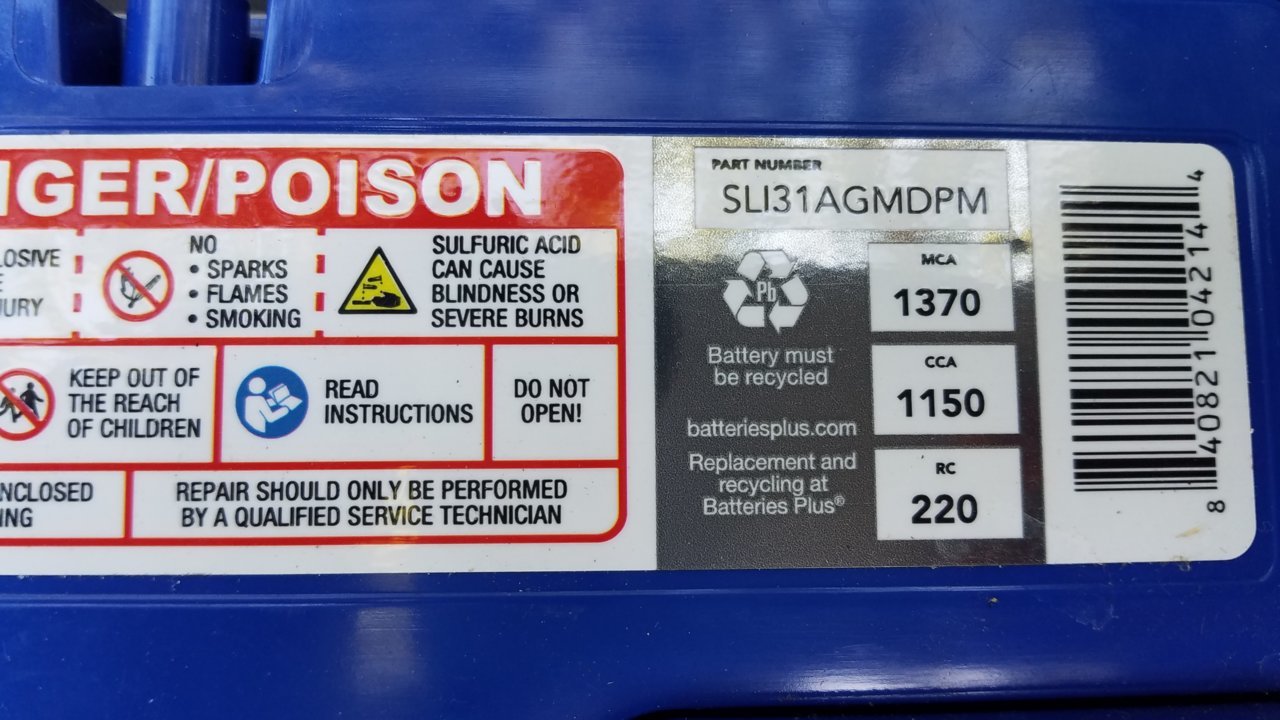 NGER/POISON
LOSIVE
E
JURY
NO
• SPARKS
• FLAMES
• SMOKING
SULFURIC ACID
CAN CAUSE
BLINDNESS OR
SEVERE BURNS
KEEP OUT OF
THE REACH
OF CHILDREN
READ
INSTRUCTIONS
DO NOT
OPEN!
NCLOSED
NG
REPAIR SHOULD ONLY BE PERFORMED
BY A QUALIFIED SERVICE TECHNICIAN
PART NUMBER
SLI31AGMDPM
Pb
Battery must
be recycled
batteriesplus.com
Replacement and
recycling at
Batteries Plus®
MCA
1370
CCA
1150
RC
220
8 40821 04214 4